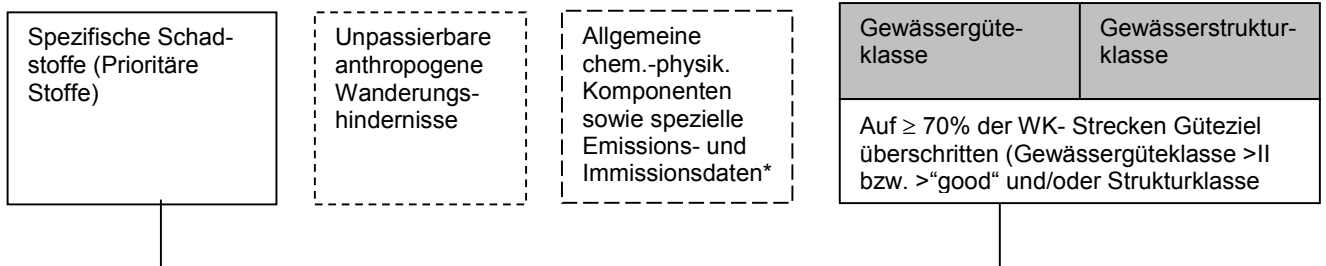 Spezifische Schad-
stoffe (Prioritäre
Stoffe)
Unpassierbare
anthropogene
Wanderungs-
hindernisse
Allgemeine
chem.-physik.
Komponenten
sowie spezielle
Emissions- und
Immissionsdaten*
Gewässergüte-
klasse
Gewässerstruktur-
klasse
Auf ≥ 70% der WK- Strecken Güteziel
überschritten (Gewässergüteklasse >II
bzw. >“good“ und/oder Strukturklasse